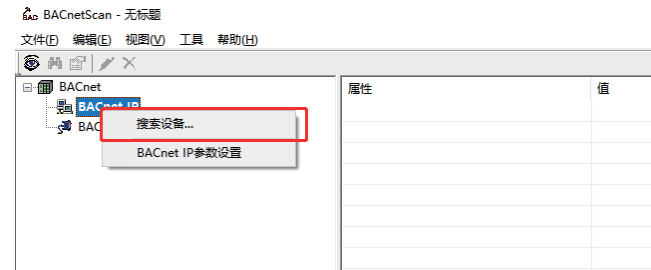 BACnetScan - 无标题
文件(F) 编辑(E) 视图(V) 工具 帮助(H)
BACnet
属性 值
BACnet IP
搜索设备...
BAC
BACnet IP参数设置